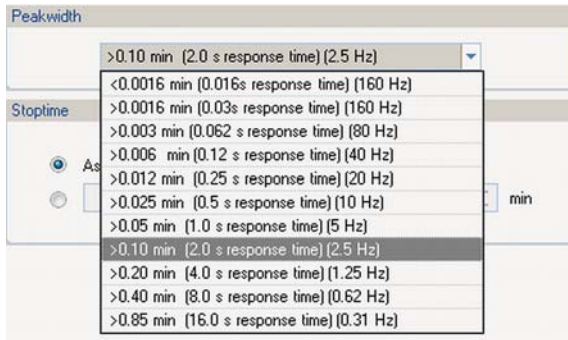 Peakwidth
>0.10 min (2.0 s response time) (2.5 Hz)
<0.0016 min (0.016s response time) (160 Hz)
>0.0016 min (0.03s response time) (160 Hz)
>0.003 min (0.062 s response time) (80 Hz)
Stoptime
>0.006 min (0.12 s response time) (40 Hz)
As
>0.012 min (0.25 s response time) (20 Hz)
>0.025 min (0.5 s response time) (10 Hz) min
>0.05 min (1.0 s response time) (5 Hz)
>0.10 min (2.0 s response time) (2.5 Hz)
>0.20 min (4.0 s response time) (1.25 Hz)
>0.40 min (8.0 s response time) (0.62 Hz)
>0.85 min (16.0 s response time) (0.31 Hz)